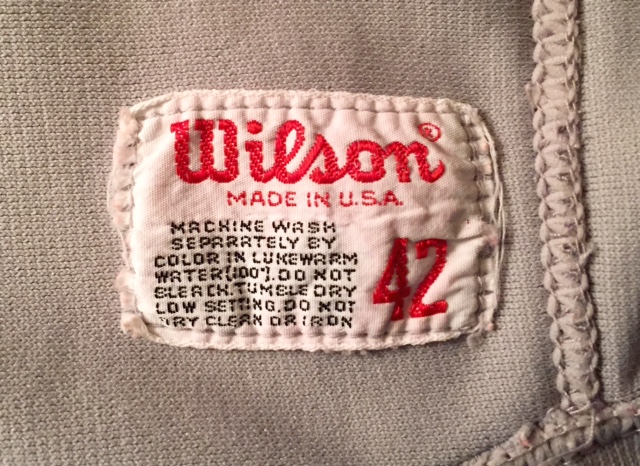 Wilson®
MADE IN U.S.A.
MACHINE WASH
SEPARATELY BY
COLOR IN LUKEWARM
WATER(100°). DO NOT
BLEACH. TUMBLE DRY
LOW SETTING. DO NOT
DRY CLEAN OR IRON
42